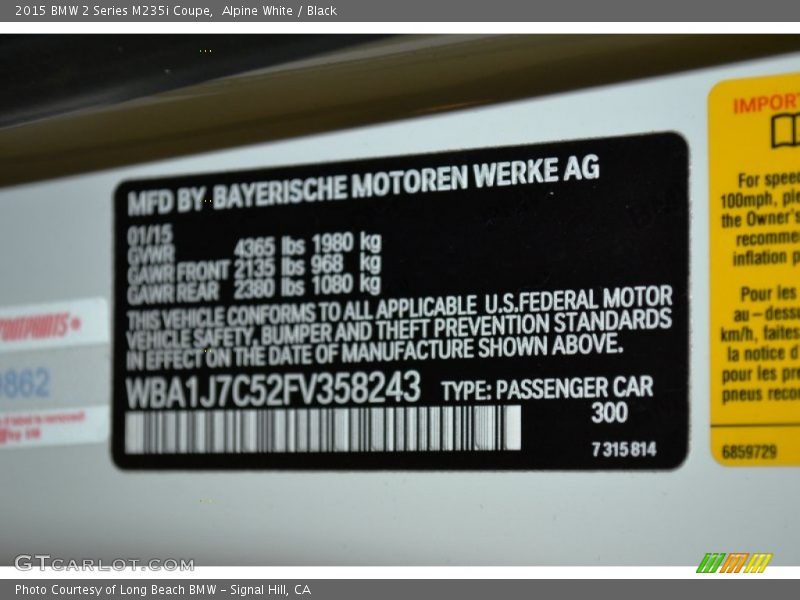 2015 BMW 2 Series M235i Coupe,  Alpine White / Black
MFD BY BAYERISCHE MOTOREN WERKE AG
01/15
GVWR 4365 lbs 1980 kg
GAWR FRONT 2135 lbs 968 kg
GAWR REAR 2380 lbs 1080 kg
THIS VEHICLE CONFORMS TO ALL APPLICABLE U.S.FEDERAL MOTOR
VEHICLE SAFETY, BUMPER AND THEFT PREVENTION STANDARDS
IN EFFECT ON THE DATE OF MANUFACTURE SHOWN ABOVE.
WBA1J7C52FV358243 TYPE: PASSENGER CAR
300
7 315 814
IMPORT
For spee
100mph, ple
the Owner's
recomme
inflation p
Pour les
au-dessu
km/h, faites
la notice d
pour les pre
pneus reco
6859729
9862
GTCARLOT.COM
Photo Courtesy of Long Beach BMW - Signal Hill, CA